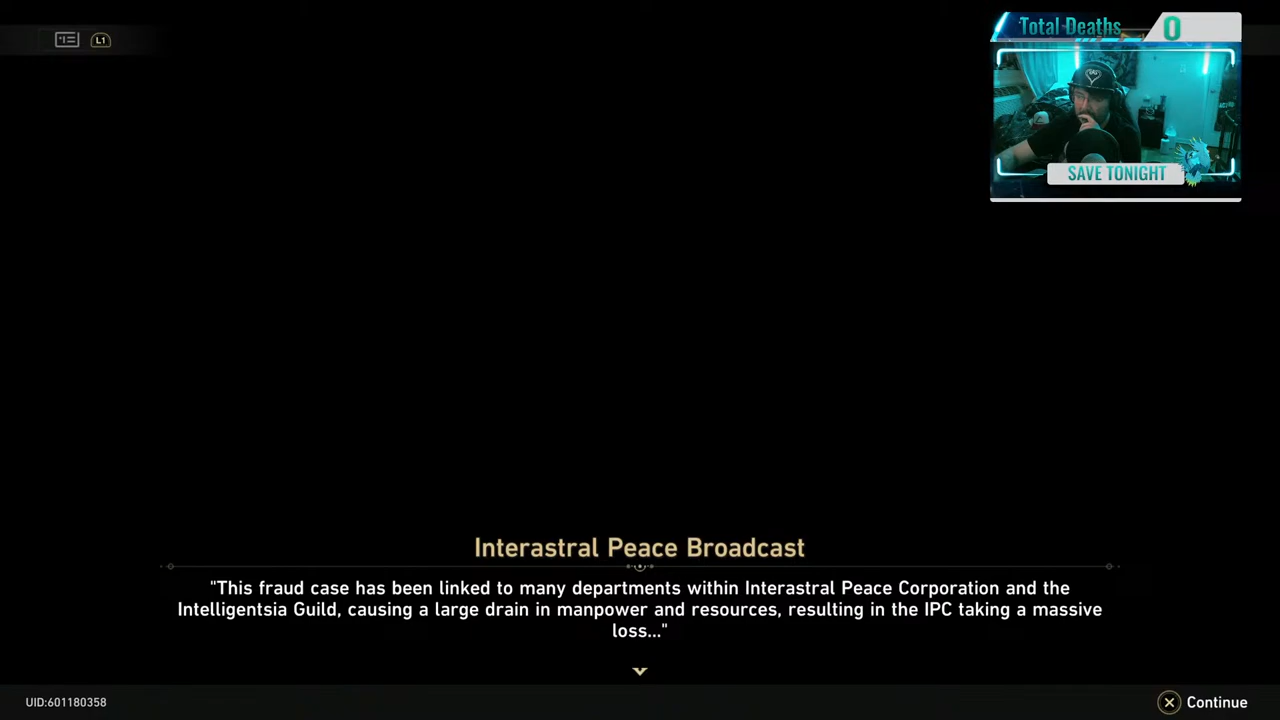 Total Deaths 0
L1
SAVE TONIGHT
Interastral Peace Broadcast
"This fraud case has been linked to many departments within Interastral Peace Corporation and the
Intelligentsia Guild, causing a large drain in manpower and resources, resulting in the IPC taking a massive
loss..."
UID:601180358
Continue